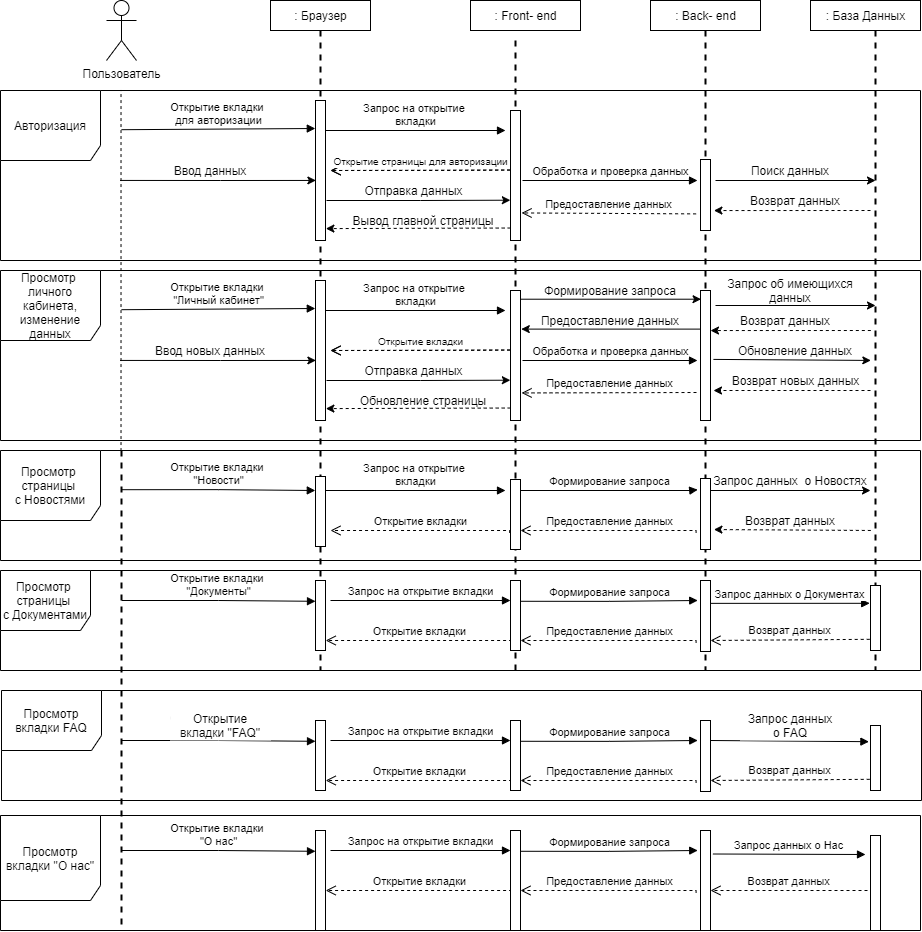 : Браузер
: Front- end
: Back- end
: База Данных
Пользователь
Авторизация
Открытие вкладки
для авторизации
Запрос на открытие
вкладки
Открытие страницы для авторизации
Ввод данных
Обработка и проверка данных
Поиск данных
Отправка данных
Предоставление данных
Возврат данных
Вывод главной страницы
Просмотр
личного
кабинета,
изменение
данных
Открытие вкладки
"Личный кабинет"
Запрос на открытие
вкладки
Формирование запроса
Запрос об имеющихся
данных
Предоставление данных
Возврат данных
Открытие вкладки
Ввод новых данных
Обработка и проверка данных
Обновление данных
Отправка данных
Предоставление данных
Возврат новых данных
Обновление страницы
Просмотр
страницы
с Новостями
Открытие вкладки
"Новости"
Запрос на открытие
вкладки
Формирование запроса
Запрос данных о Новостях
Открытие вкладки
Предоставление данных
Возврат данных
Просмотр
страницы
с Документами
Открытие вкладки
"Документы"
Запрос на открытие вкладки
Формирование запроса
Запрос данных о Документах
Открытие вкладки
Предоставление данных
Возврат данных
Просмотр
вкладки FAQ
Открытие
вкладки "FAQ"
Запрос на открытие вкладки
Формирование запроса
Запрос данных
о FAQ
Открытие вкладки
Предоставление данных
Возврат данных
Просмотр
вкладки "О нас"
Открытие вкладки
"О нас"
Запрос на открытие вкладки
Формирование запроса
Запрос данных о Нас
Открытие вкладки
Предоставление данных
Возврат данных